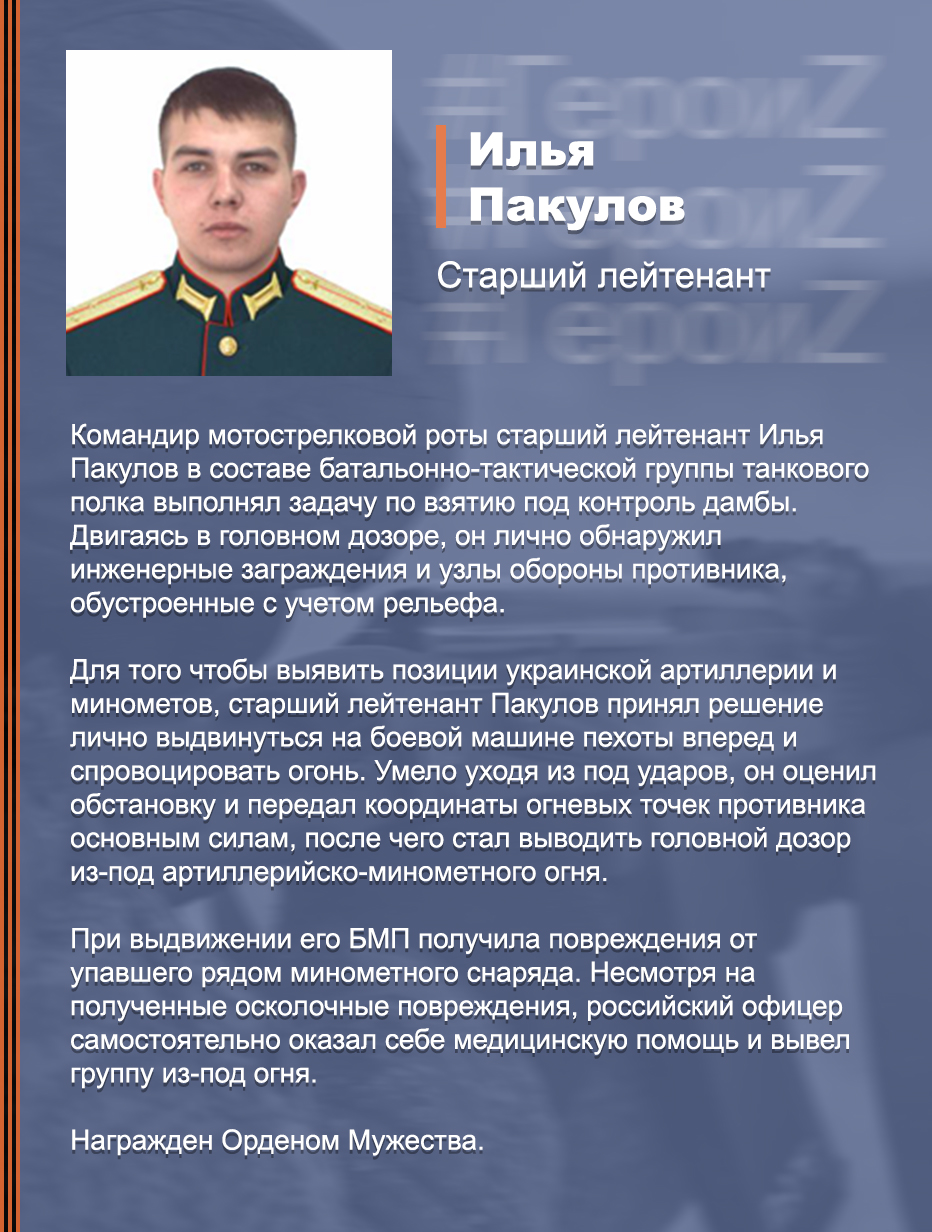 #ГероиZ
#ГероиZ
#ГероиZ
Илья
Пакулов
Старший лейтенант
Командир мотострелковой роты старший лейтенант Илья
Пакулов в составе батальонно-тактической группы танкового
полка выполнял задачу по взятию под контроль дамбы.
Двигаясь в головном дозоре, он лично обнаружил
инженерные заграждения и узлы обороны противника,
обустроенные с учетом рельефа.
Для того чтобы выявить позиции украинской артиллерии и
минометов, старший лейтенант Пакулов принял решение
лично выдвинуться на боевой машине пехоты вперед и
спровоцировать огонь. Умело уходя из под ударов, он оценил
обстановку и передал координаты огневых точек противника
основным силам, после чего стал выводить головной дозор
из-под артиллерийско-минометного огня.
При выдвижении его БМП получила повреждения от
упавшего рядом минометного снаряда. Несмотря на
полученные осколочные повреждения, российский офицер
самостоятельно оказал себе медицинскую помощь и вывел
группу из-под огня.
Награжден Орденом Мужества.